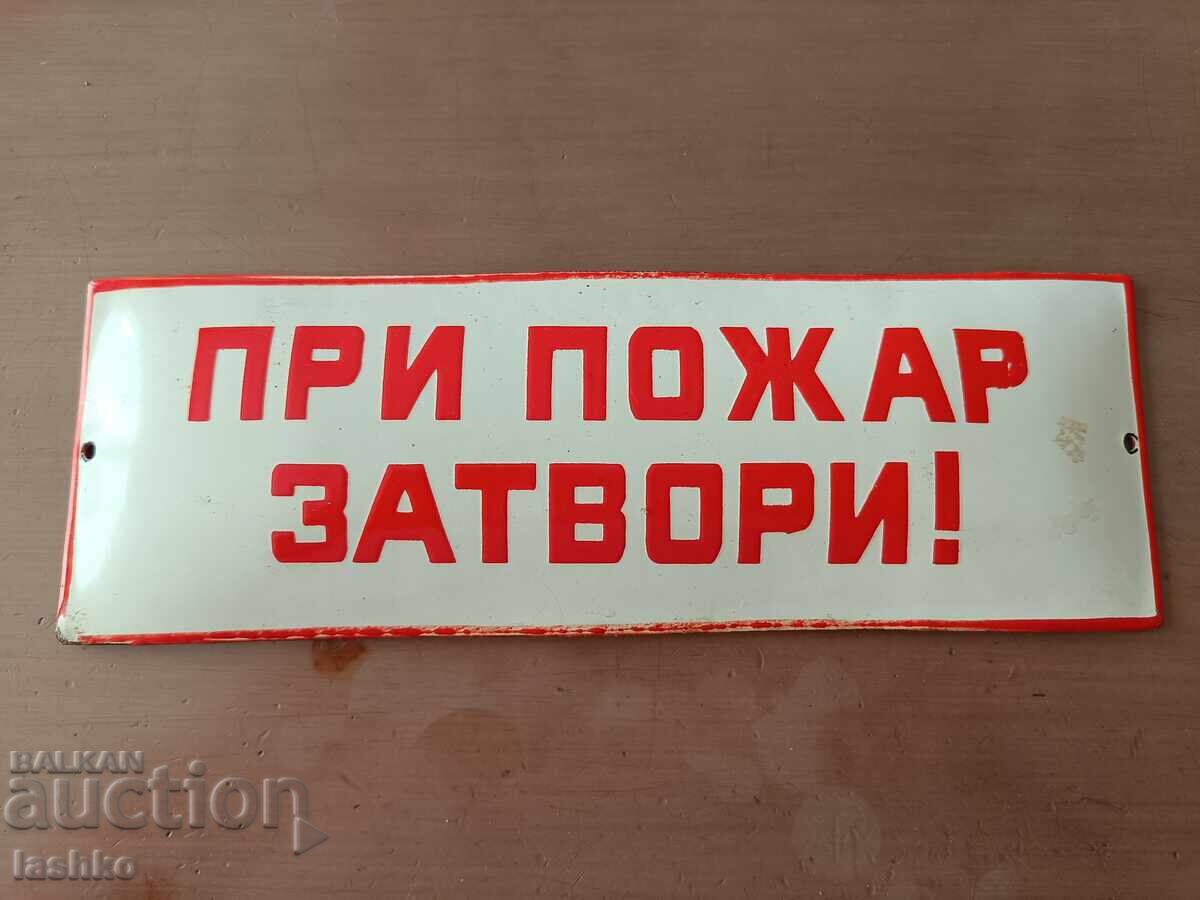 ПРИ ПОЖАР
ЗАТВОРИ!
BALKAN
auction
lashko